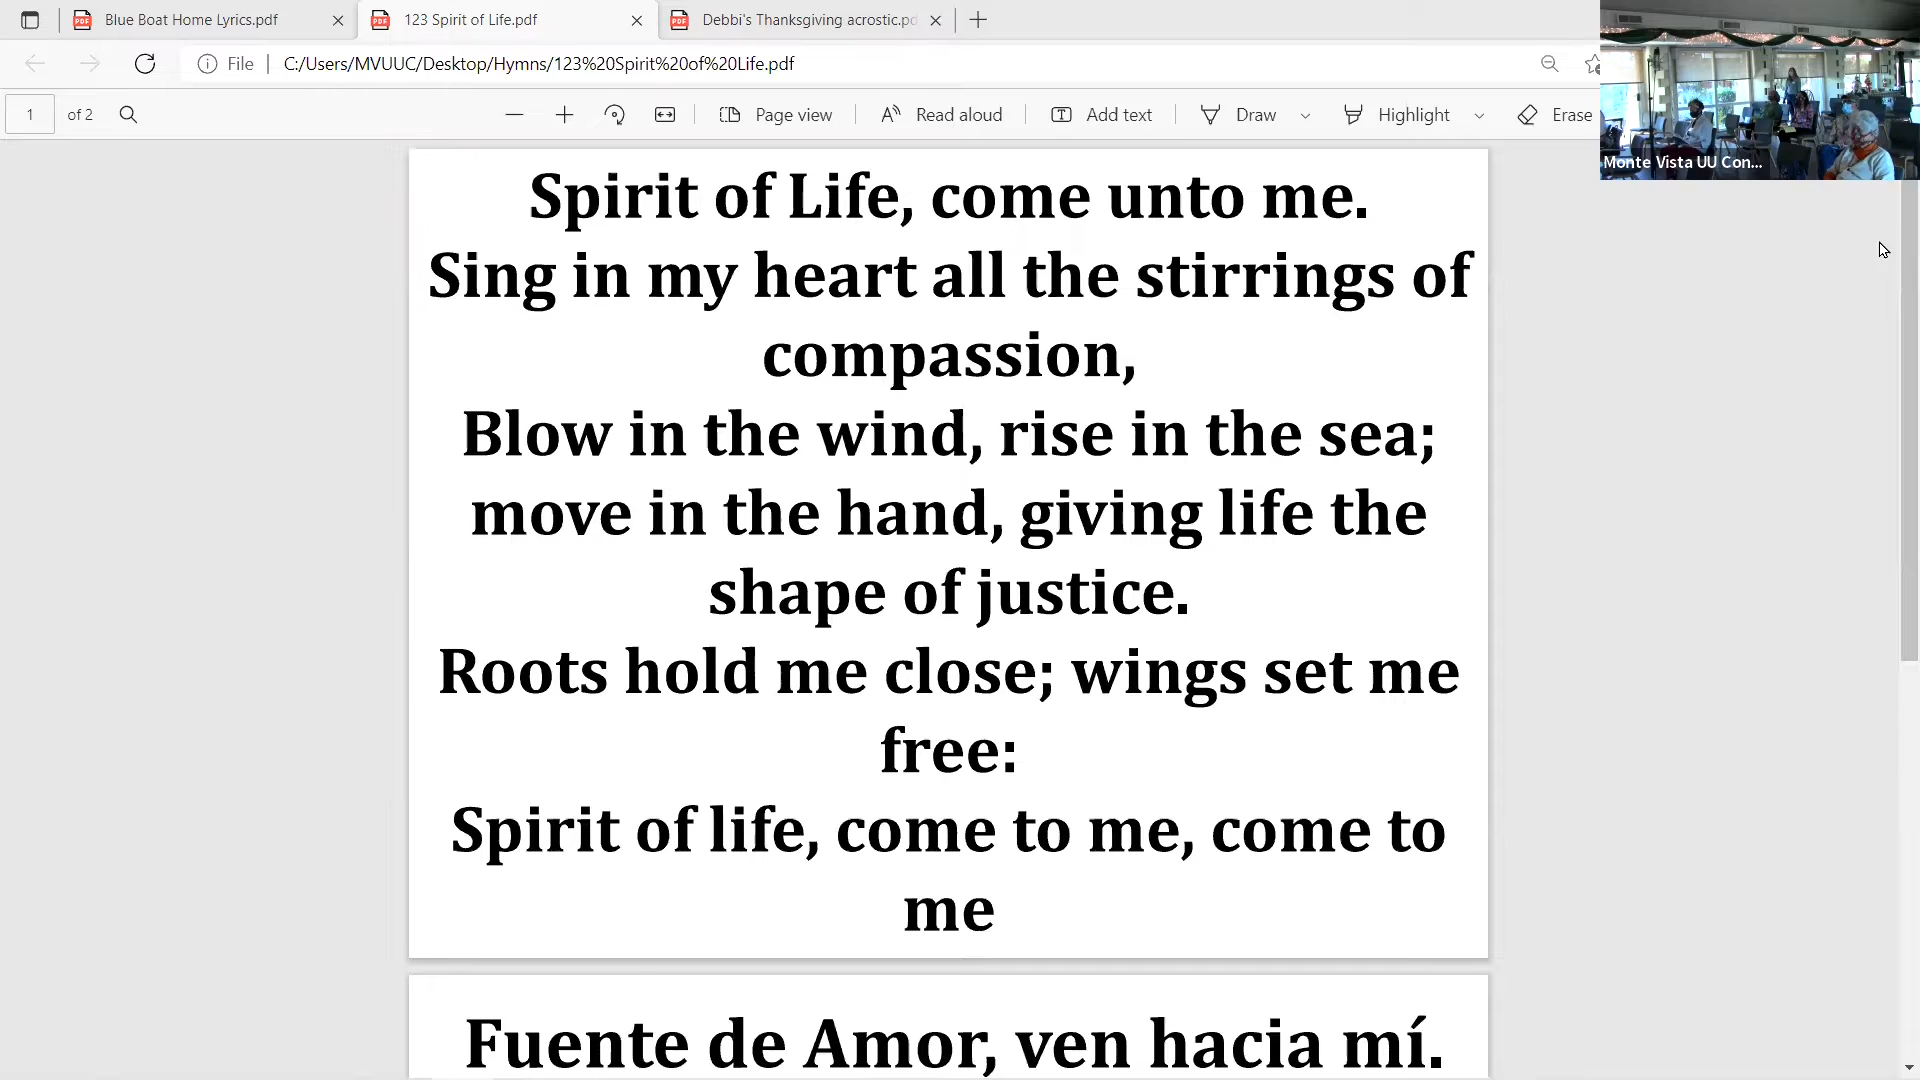 Blue Boat Home Lyrics.pdf
123 Spirit of Life.pdf
Debbi's Thanksgiving acrostic.pd
File
C:/Users/MVUUC/Desktop/Hymns/123%20Spirit%20of%20Life.pdf
1 of 2
Page view
Read aloud
Add text
Draw
Highlight
Erase
Monte Vista UU Con...
Spirit of Life, come unto me.
Sing in my heart all the stirrings of
compassion,
Blow in the wind, rise in the sea;
move in the hand, giving life the
shape of justice.
Roots hold me close; wings set me
free:
Spirit of life, come to me, come to
me
Fuente de Amor, ven hacia mí.